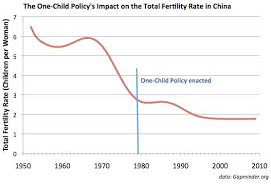 The One-Child Policy's Impact on the Total Fertility Rate in China
Total Fertility Rate (Children per Woman)
7
6
5
4
3
2
1
0
One-Child Policy enacted
1950 1960 1970 1980 1990 2000 2010
data: Gapminder.org